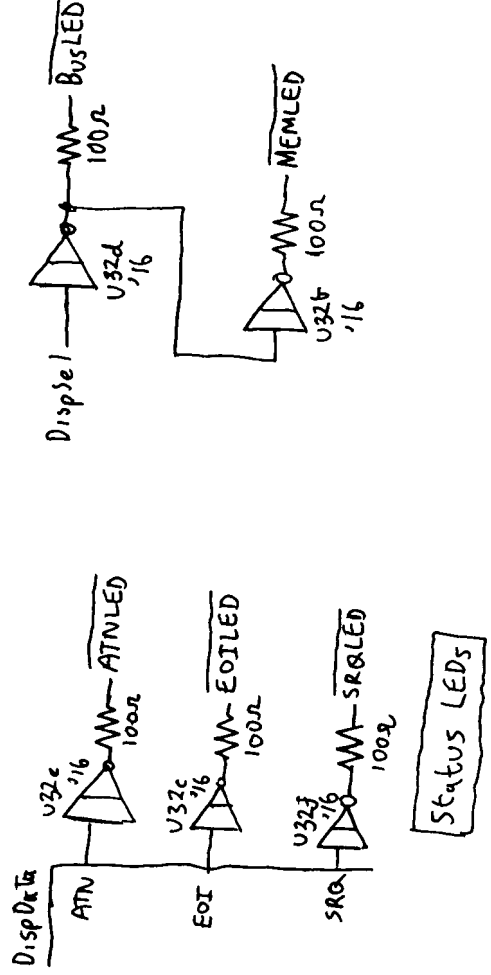 DispData
ATN
U32e
'16
100Ω
ATNLED
EOI
U32c
'16
100Ω
EOILED
SRQ
U32f
'16
100Ω
SRQLED
Status LEDs
DispSel
U32d
'16
100Ω
BusLED
U32b
'16
100Ω
MEMLED